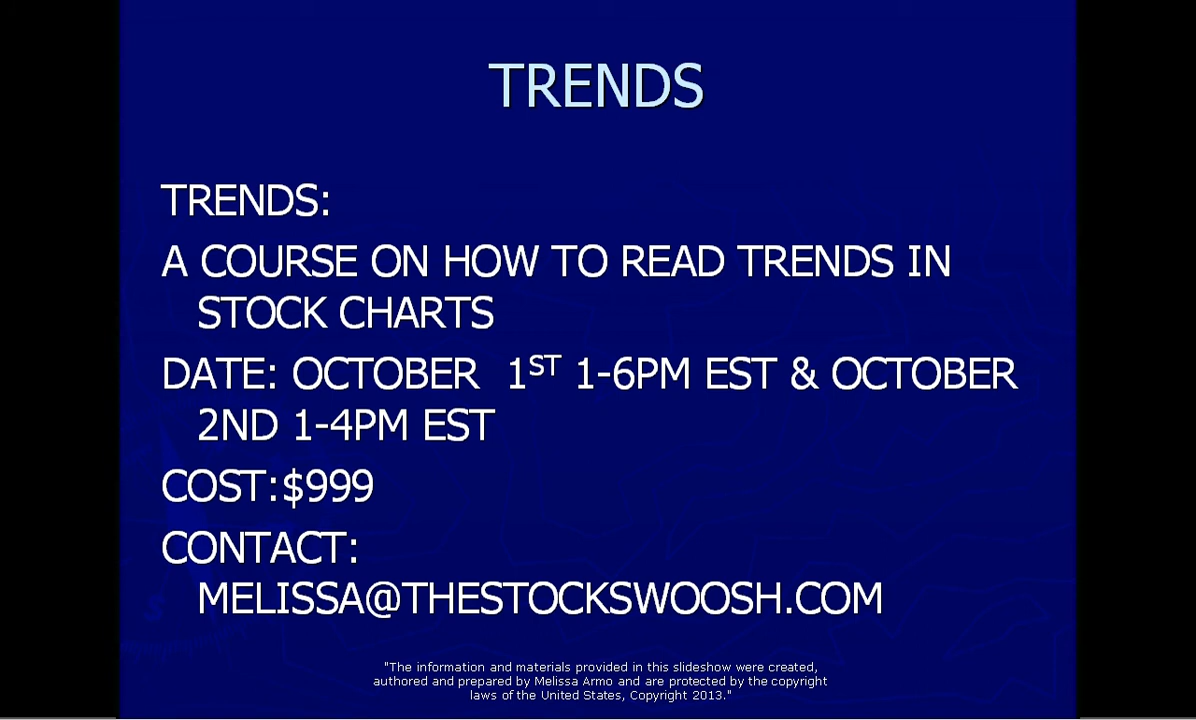 TRENDS
TRENDS:
A COURSE ON HOW TO READ TRENDS IN
STOCK CHARTS
DATE: OCTOBER 1ST 1-6PM EST & OCTOBER
2ND 1-4PM EST
COST:$999
CONTACT:
MELISSA@THESTOCKSWOOSH.COM
"The information and materials provided in this slideshow were created,
authored and prepared by Melissa Armo and are protected by the copyright
laws of the United States, Copyright 2013."